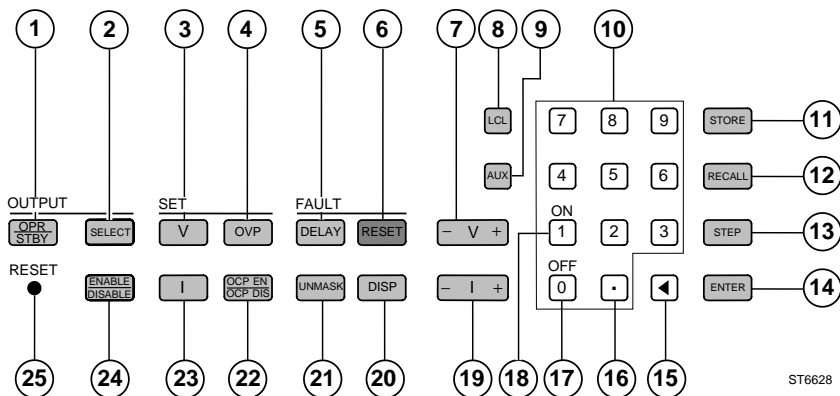 1 2 3 4 5 6 7 8 9 10
LCL 7 8 9 STORE 11
AUX 4 5 6 RECALL 12
OUTPUT SET FAULT ON
OPR
STBY SELECT V OVP DELAY RESET − V + 1 2 3 STEP 13
RESET ENABLE
DISABLE I OCP EN
OCP DIS UNMASK DISP − I + OFF
0 . ◀ ENTER 14
25 24 23 22 21 20 19 18 17 16 15
ST6628